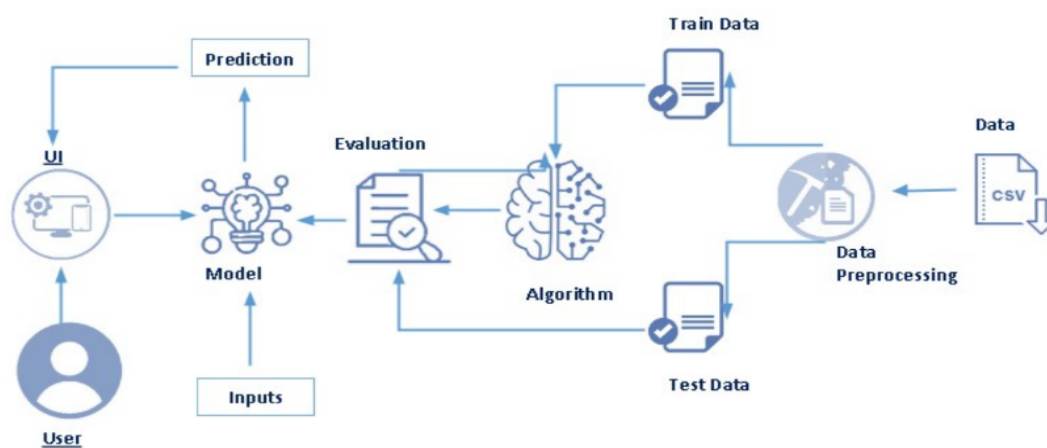 Train Data
Prediction
Data
Evaluation
UI
CSV
Model
Algorithm
Data
Preprocessing
Inputs
Test Data
User